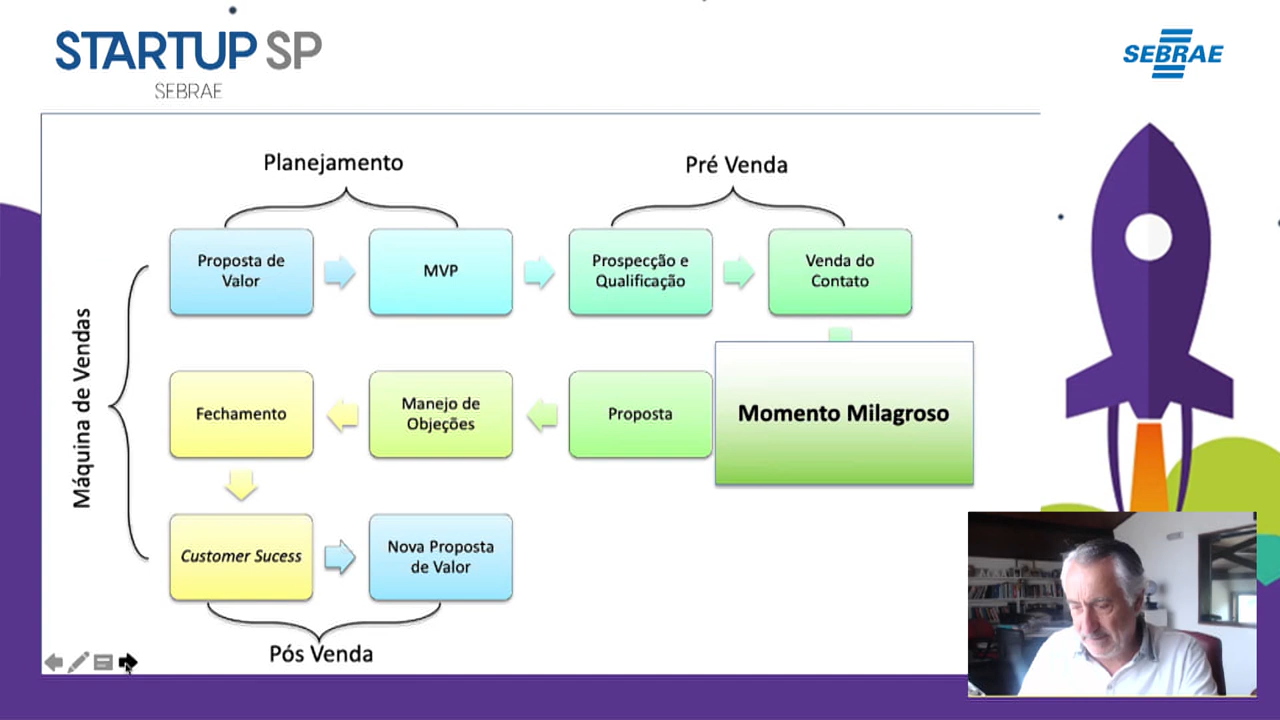 STARTUP SP
SEBRAE
SEBRAE
Planejamento
Pré Venda
Proposta de
Valor
MVP
Prospecção e
Qualificação
Venda do
Contato
Máquina de Vendas
Fechamento
Manejo de
Objeções
Proposta
Momento Milagroso
Customer Sucess
Nova Proposta
de Valor
Pós Venda